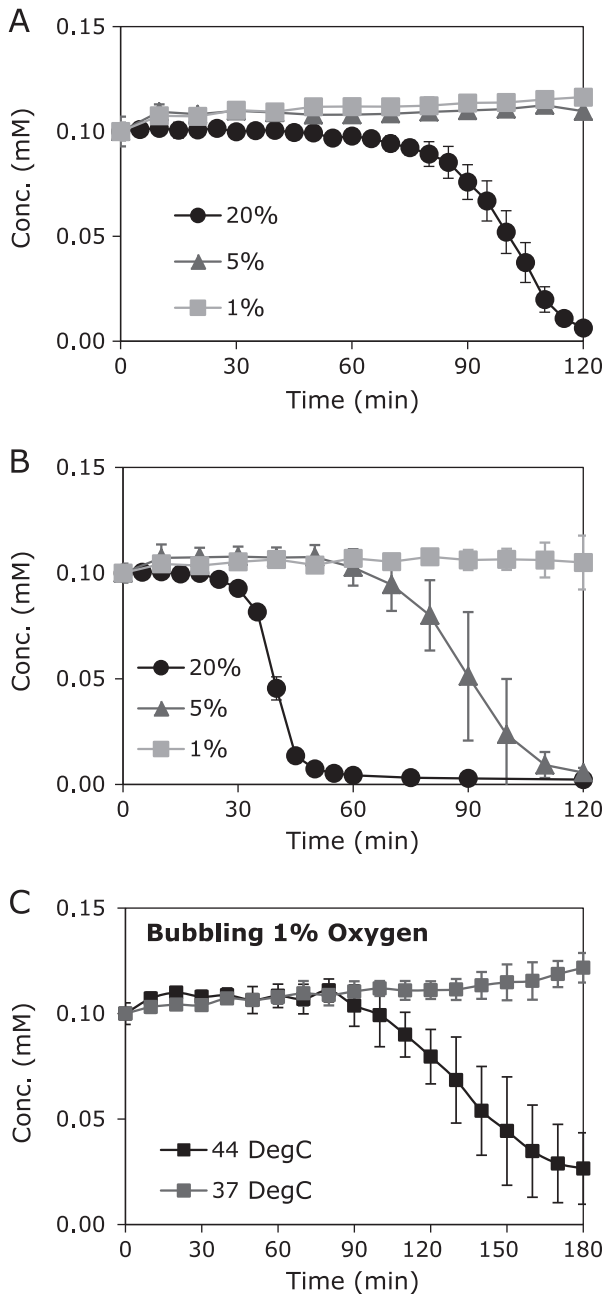 A
0.15
0.10
0.05
0.00
Conc. (mM)
20%
5%
1%
0 30 60 90 120
Time (min)
B
0.15
0.10
0.05
0.00
Conc. (mM)
20%
5%
1%
0 30 60 90 120
Time (min)
C
0.15
0.10
0.05
0.00
Conc. (mM)
Bubbling 1% Oxygen
44 DegC
37 DegC
0 30 60 90 120 150 180
Time (min)